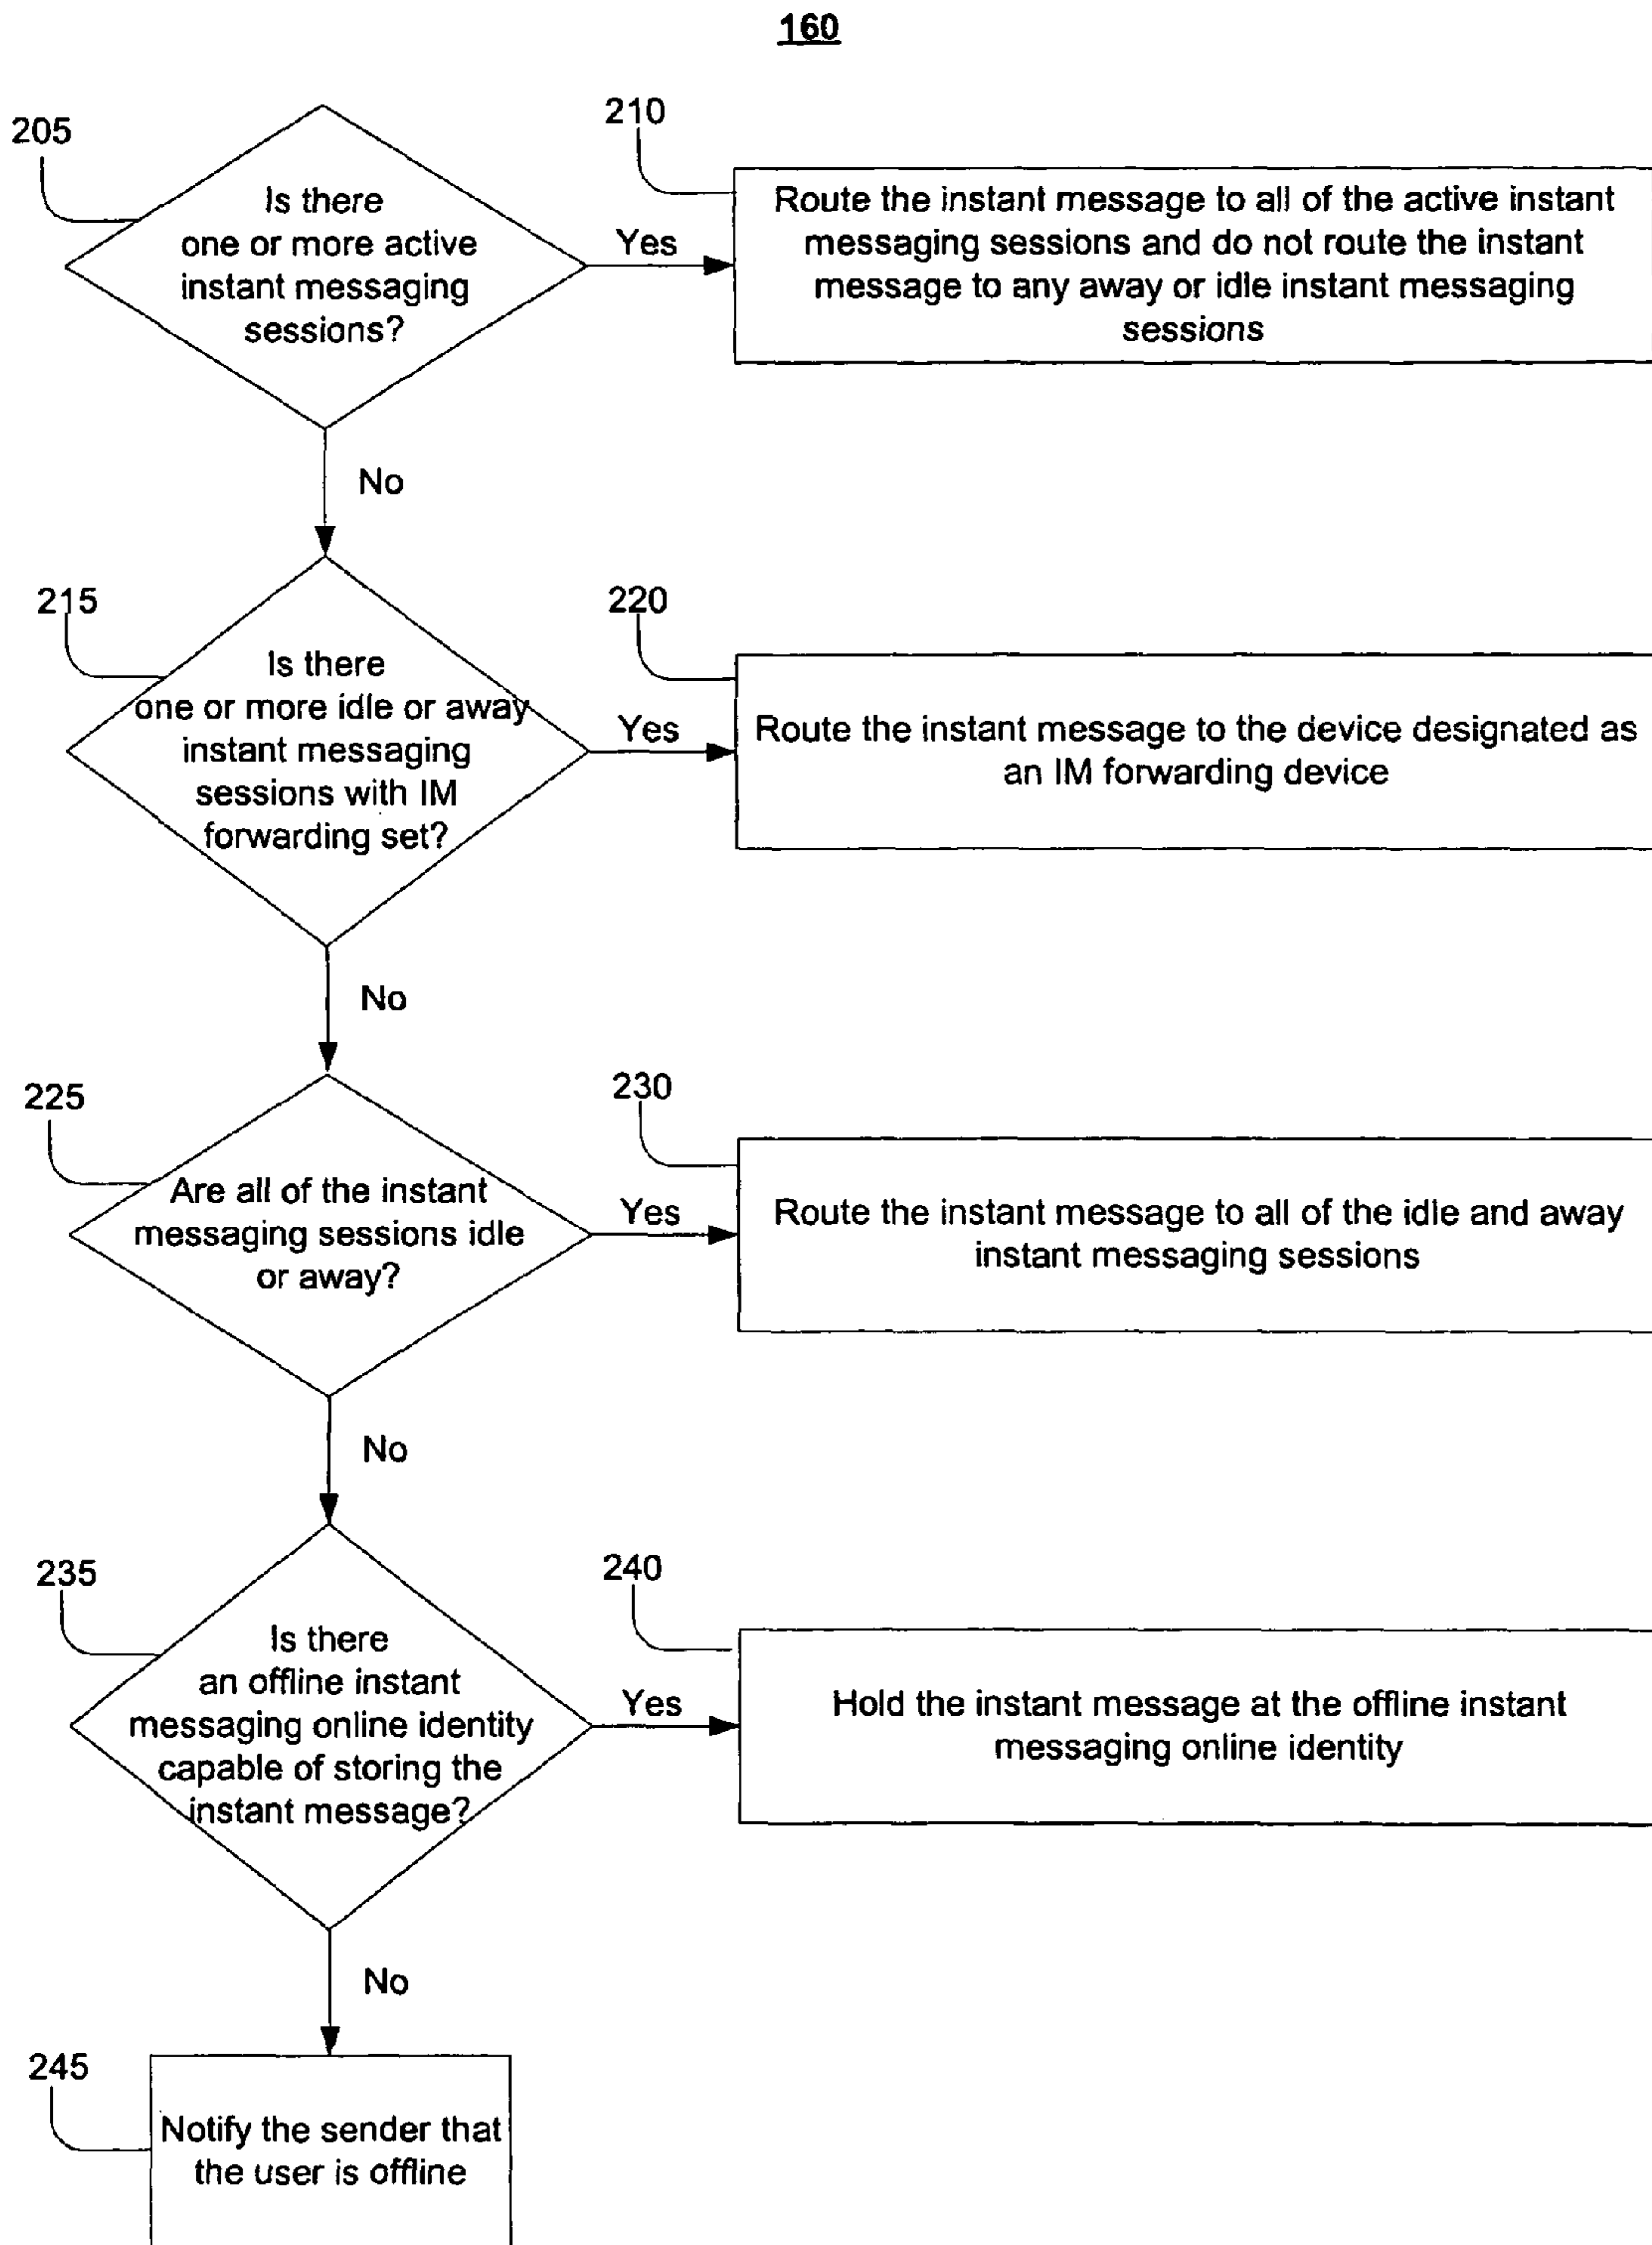 160
205
Is there
one or more active
instant messaging
sessions?
Yes
210
Route the instant message to all of the active instant
messaging sessions and do not route the instant
message to any away or idle instant messaging
sessions
No
215
Is there
one or more idle or away
instant messaging
sessions with IM
forwarding set?
Yes
220
Route the instant message to the device designated as
an IM forwarding device
No
225
Are all of the instant
messaging sessions idle
or away?
Yes
230
Route the instant message to all of the idle and away
instant messaging sessions
No
235
Is there
an offline instant
messaging online identity
capable of storing the
instant message?
Yes
240
Hold the instant message at the offline instant
messaging online identity
No
245
Notify the sender that
the user is offline